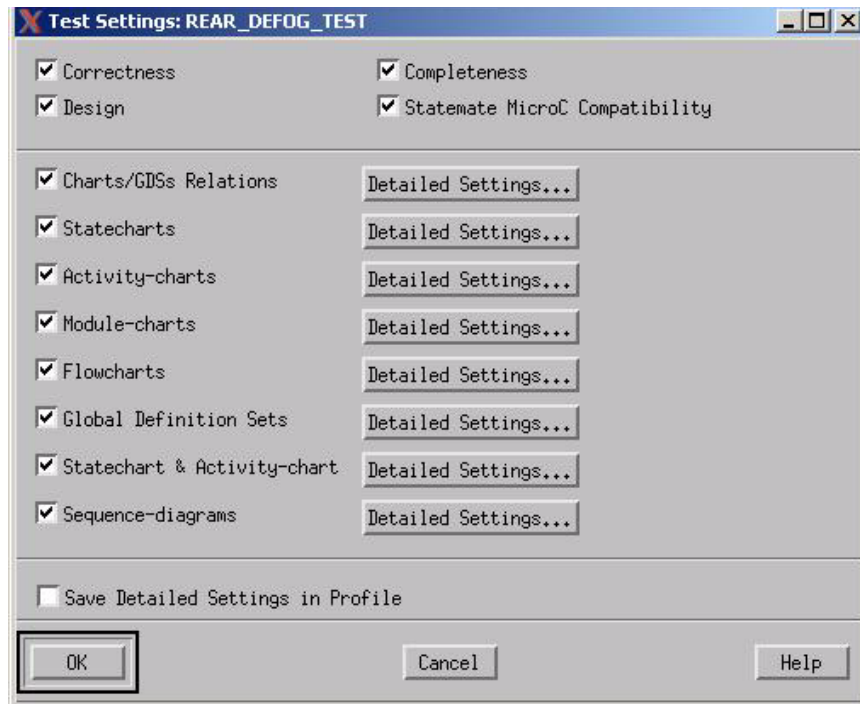 Test Settings: REAR_DEFOG_TEST
Correctness Completeness
Design Statemate MicroC Compatibility
Charts/GDSs Relations Detailed Settings...
Statecharts Detailed Settings...
Activity-charts Detailed Settings...
Module-charts Detailed Settings...
Flowcharts Detailed Settings...
Global Definition Sets Detailed Settings...
Statechart & Activity-chart Detailed Settings...
Sequence-diagrams Detailed Settings...
Save Detailed Settings in Profile
OK Cancel Help